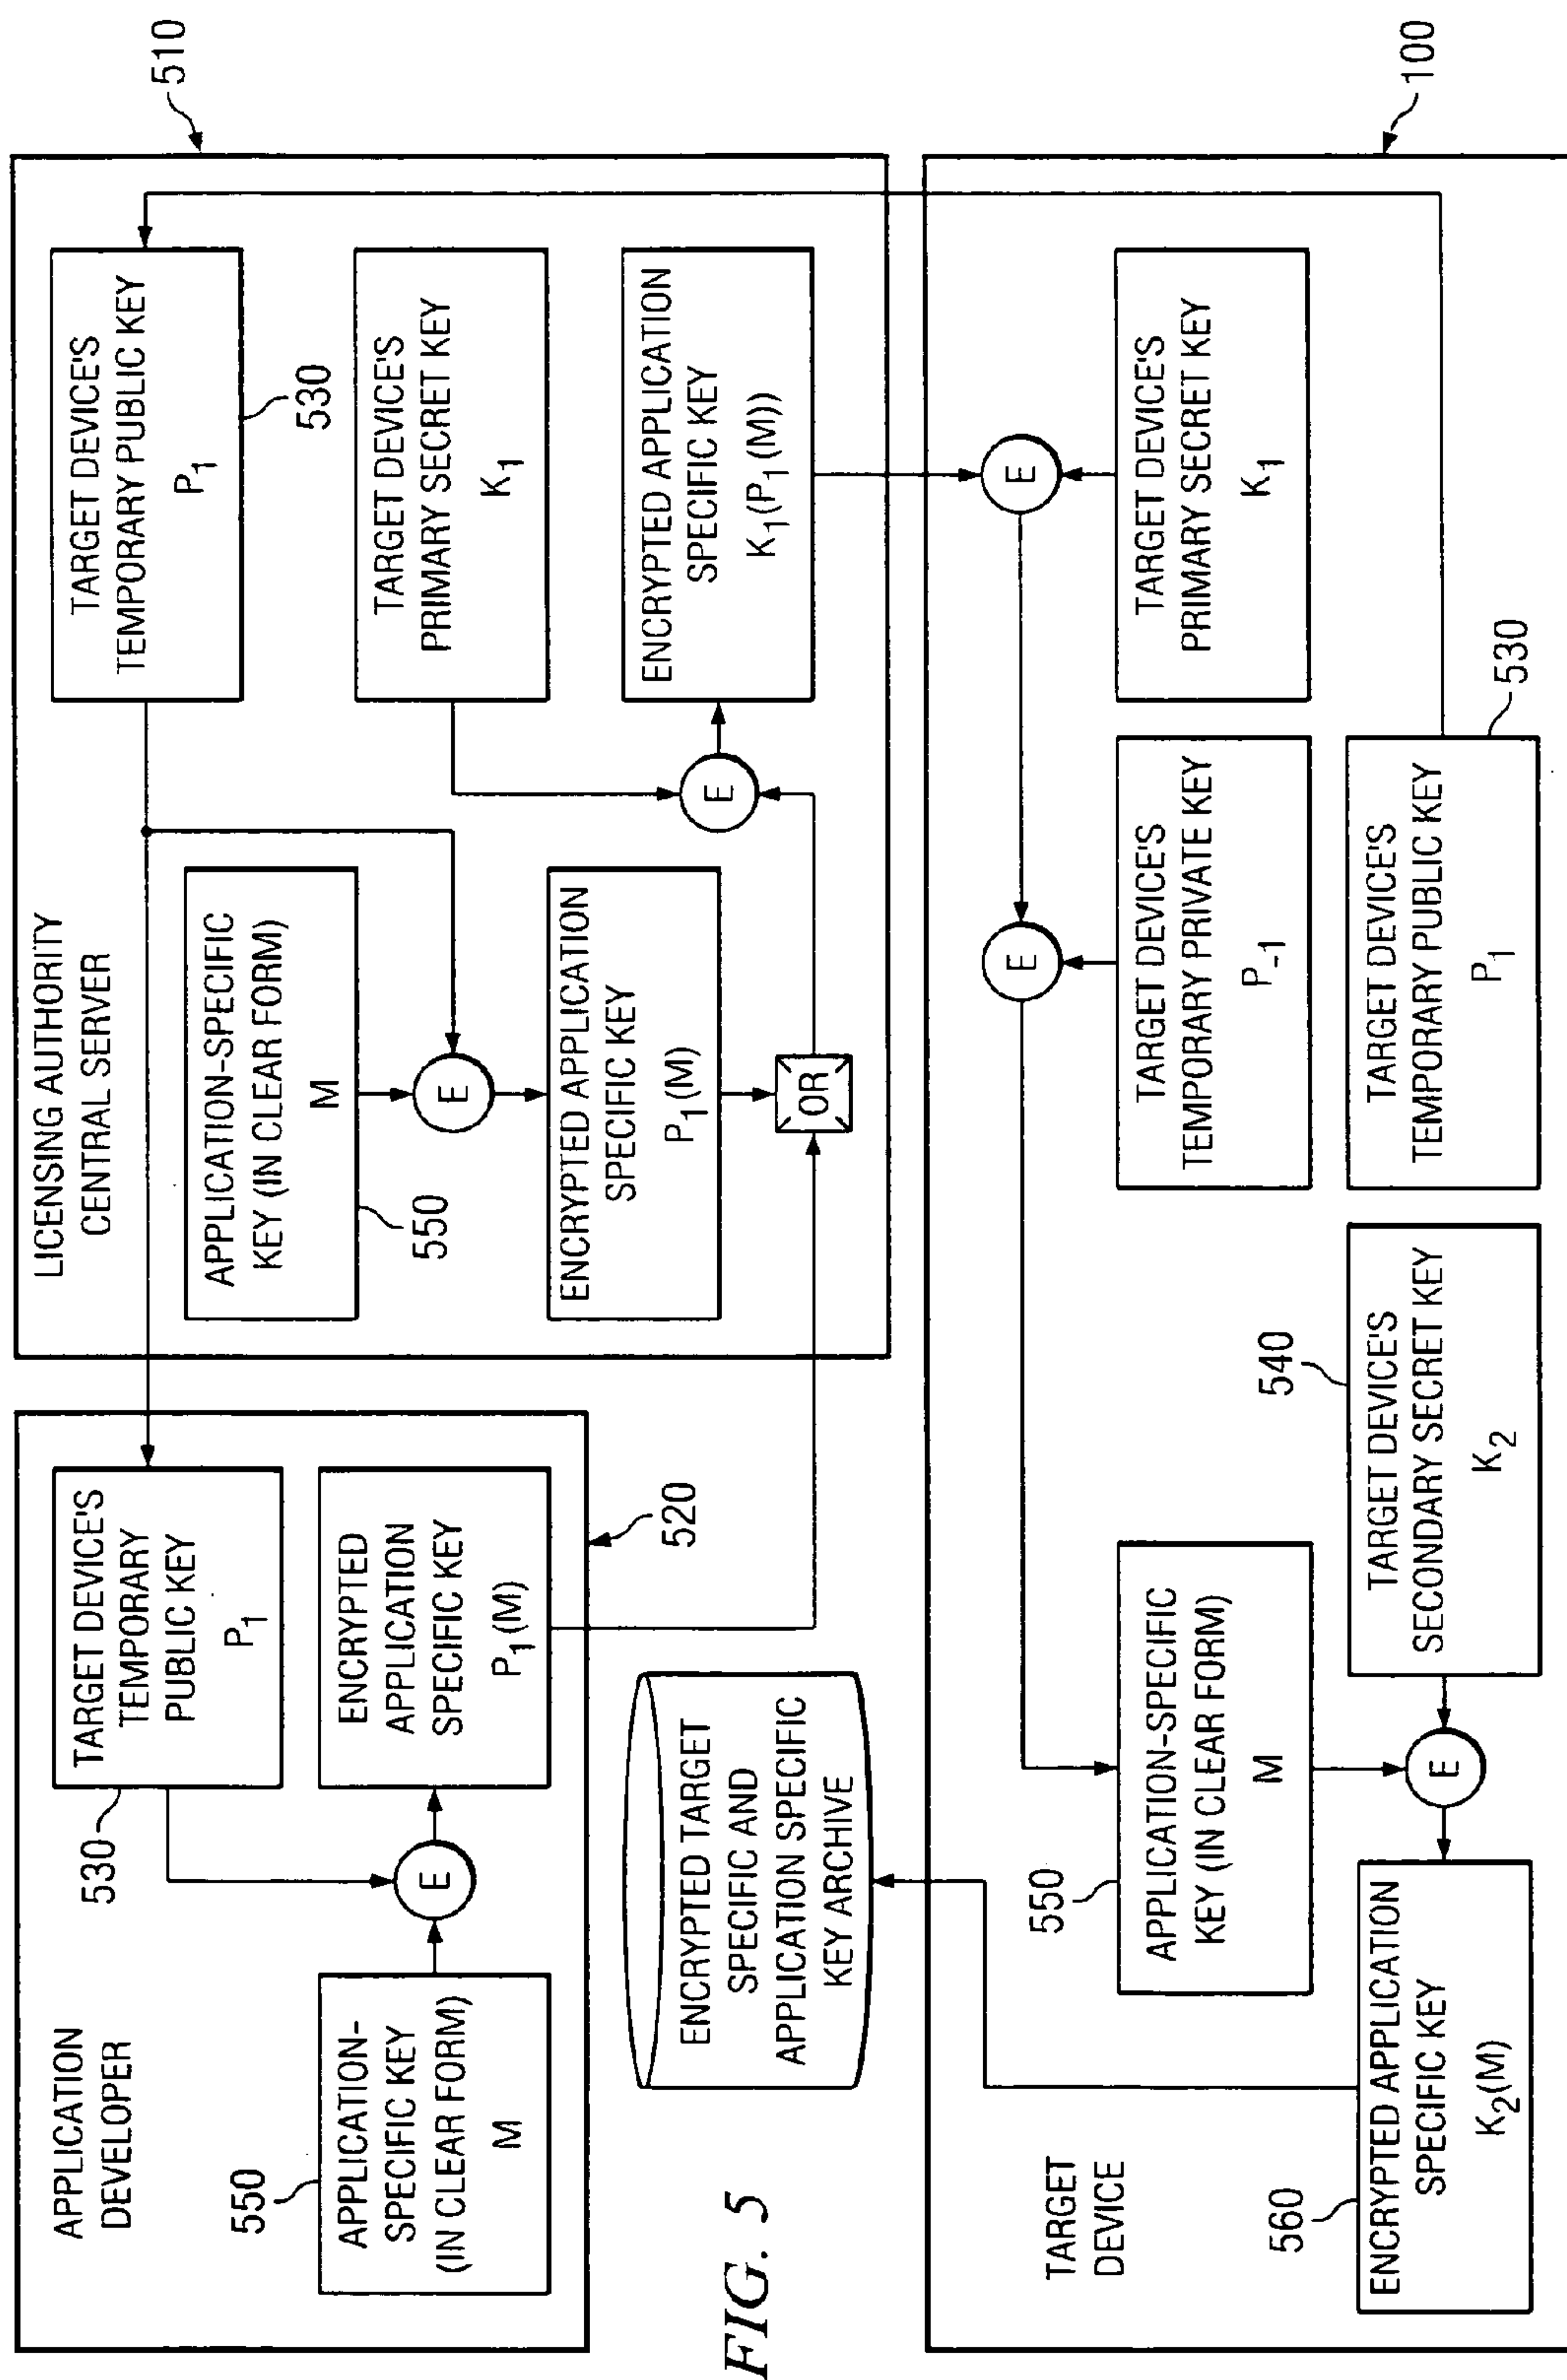 APPLICATION
DEVELOPER
550
APPLICATION-
SPECIFIC KEY
(IN CLEAR FORM)
M
E
530
TARGET DEVICE'S
TEMPORARY
PUBLIC KEY
P1
ENCRYPTED
APPLICATION
SPECIFIC KEY
P1(M)
520
LICENSING AUTHORITY
CENTRAL SERVER
510
APPLICATION-SPECIFIC
KEY (IN CLEAR FORM)
M
550
E
ENCRYPTED APPLICATION
SPECIFIC KEY
P1(M)
OR
TARGET DEVICE'S
TEMPORARY PUBLIC KEY
P1
530
TARGET DEVICE'S
PRIMARY SECRET KEY
K1
E
ENCRYPTED APPLICATION
SPECIFIC KEY
K1(P1(M))
ENCRYPTED TARGET
SPECIFIC AND
APPLICATION SPECIFIC
KEY ARCHIVE
FIG. 5
TARGET
DEVICE
100
560
ENCRYPTED APPLICATION
SPECIFIC KEY
K2(M)
550
APPLICATION-SPECIFIC
KEY (IN CLEAR FORM)
M
E
540
TARGET DEVICE'S
SECONDARY SECRET KEY
K2
E
TARGET DEVICE'S
TEMPORARY PRIVATE KEY
P-1
TARGET DEVICE'S
TEMPORARY PUBLIC KEY
P1
530
E
TARGET DEVICE'S
PRIMARY SECRET KEY
K1